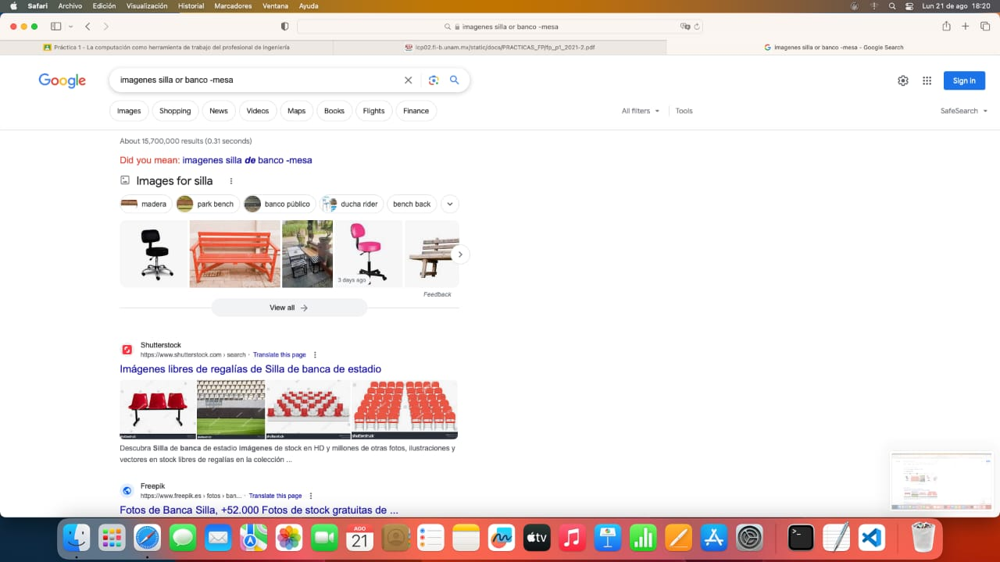 Safari Archivo Edición Visualización Historial Marcadores Ventana Ayuda Lun 21 de ago 18:20
imagenes silla or banco -mesa
Práctica 1 - La computación como herramienta de trabajo del profesional de ingeniería
lcp02.fi-b.unam.mx/static/docs/PRACTICAS_FP/fp_p1_2021-2.pdf
imagenes silla or banco -mesa - Google Search
Google
imagenes silla or banco -mesa
Sign in
Images Shopping News Videos Maps Books Flights Finance All filters Tools SafeSearch
About 15,700,000 results (0.31 seconds)
Did you mean: imagenes silla de banco -mesa
Images for silla
madera park bench banco público ducha rider bench back
3 days ago
Feedback
View all
Shutterstock
https://www.shutterstock.com › search · Translate this page
Imágenes libres de regalías de Silla de banca de estadio
shutterstock shutterstock shutterstock shutterstock
Descubra Silla de banca de estadio imágenes de stock en HD y millones de otras fotos, ilustraciones y
vectores en stock libres de regalías en la colección ...
Freepik
https://www.freepik.es › fotos › ban... · Translate this page
Fotos de Banca Silla, +52.000 Fotos de stock gratuitas de ...
AGO
21
tv